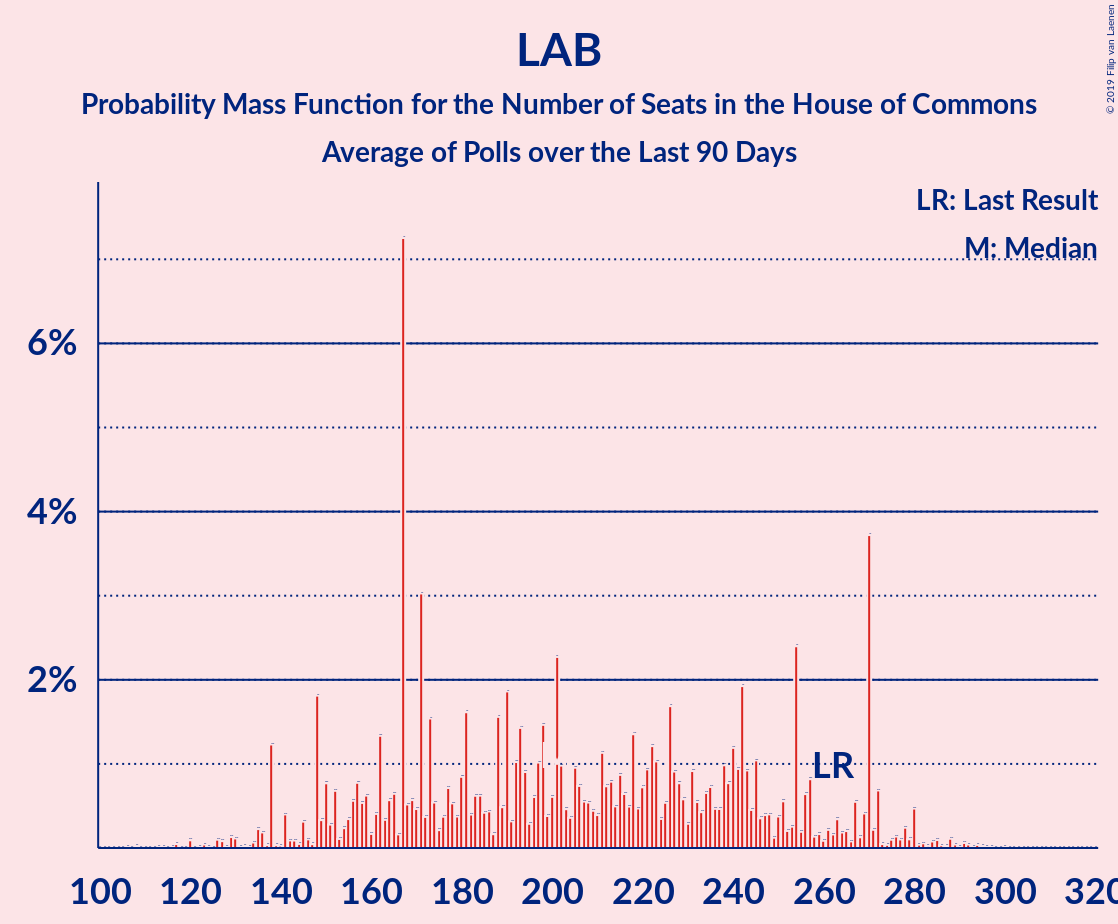 LAB
Probability Mass Function for the Number of Seats in the House of Commons
Average of Polls over the Last 90 Days
© 2019 Filip van Laenen
LR: Last Result
M: Median
6%
4%
2%
LR
100 120 140 160 180 200 220 240 260 280 300 320